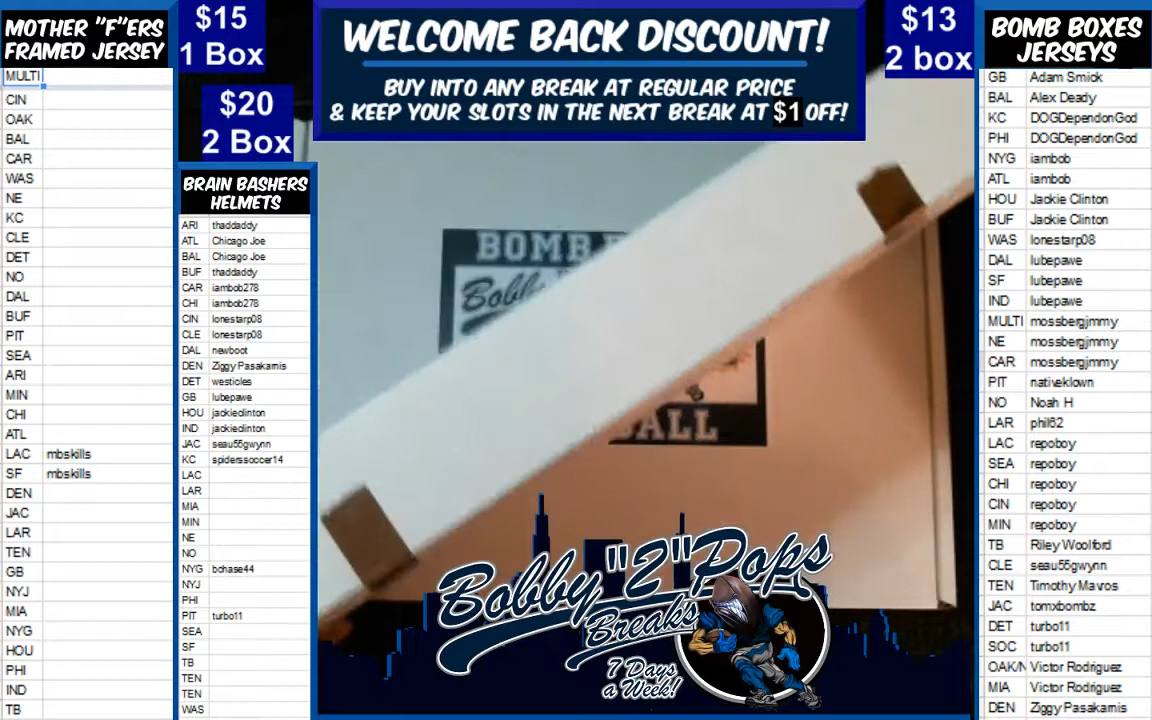 MOTHER "F"ERS
FRAMED JERSEY
MULTI
CIN
OAK
BAL
CAR
WAS
NE
KC
CLE
DET
NO
DAL
BUF
PIT
SEA
ARI
MIN
CHI
ATL
LAC mbskills
SF mbskills
DEN
JAC
LAR
TEN
GB
NYJ
MIA
NYG
HOU
PHI
IND
TB
$15
1 Box
$20
2 Box
BRAIN BASHERS
HELMETS
ARI thaddaddy
ATL Chicago Joe
BAL Chicago Joe
BUF thaddaddy
CAR iambob278
CHI iambob278
CIN lonestarp08
CLE lonestarp08
DAL newboot
DEN Ziggy Pasakarnis
DET westicles
GB lubepawe
HOU jackieclinton
IND jackieclinton
JAC seau55gwynn
KC spiderssoccer14
LAC
LAR
MIA
MIN
NE
NO
NYG bchase44
NYJ
PHI
PIT turbo11
SEA
SF
TB
TEN
TEN
WAS
WELCOME BACK DISCOUNT!
BUY INTO ANY BREAK AT REGULAR PRICE
& KEEP YOUR SLOTS IN THE NEXT BREAK AT $1 OFF!
BOMB
Bobby
BALL
Bobby "2" Pops
Breaks
7 Days
a Week!
$13
2 box
BOMB BOXES
JERSEYS
GB Adam Smick
BAL Alex Deady
KC DOGDependonGod
PHI DOGDependonGod
NYG iambob
ATL iambob
HOU Jackie Clinton
BUF Jackie Clinton
WAS lonestarp08
DAL lubepawe
SF lubepawe
IND lubepawe
MULTI mossbergjmmy
NE mossbergjmmy
CAR mossbergjmmy
PIT nativeklown
NO Noah H
LAR phil62
LAC repoboy
SEA repoboy
CHI repoboy
CIN repoboy
MIN repoboy
TB Riley Woolford
CLE seau55gwynn
TEN Timothy Mavros
JAC tomxbombz
DET turbo11
SOC turbo11
OAK/N Victor Rodriguez
MIA Victor Rodriguez
DEN Ziggy Pasakarnis